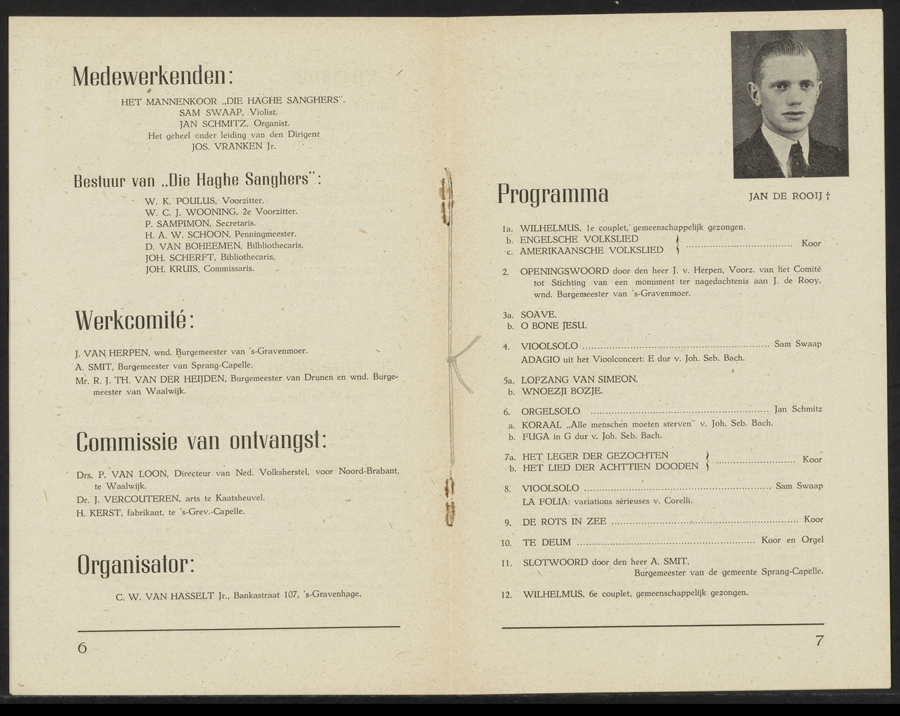 Medewerkenden:
HET MANNENKOOR „DIE HAGHE SANGHERS".
SAM SWAAP, Violist.
JAN SCHMITZ, Organist.
Het geheel onder leiding van den Dirigent
JOS. VRANKEN Jr.
Bestuur van „Die Haghe Sanghers":
W. K. POULUS, Voorzitter.
W. C. J. WOONING, 2e Voorzitter.
P. SAMPIMON, Secretaris.
H. A. W. SCHOON, Penningmeester.
D. VAN BOHEEMEN, Bilbliothecaris.
JOH. SCHERFT, Bibliothecaris.
JOH. KRUIS, Commissaris.
Werkcomité:
J. VAN HERPEN, wnd. Burgemeester van 's-Gravenmoer.
A. SMIT, Burgemeester van Sprang-Capelle.
Mr. R. J. TH. VAN DER HEIJDEN, Burgemeester van Drunen en wnd. Burge-
meester van Waalwijk.
Commissie van ontvangst:
Drs. P. VAN LOON, Directeur van Ned. Volksherstel, voor Noord-Brabant,
te Waalwijk.
Dr. J. VERCOUTEREN, arts te Kaatsheuvel.
H. KERST, fabrikant, te 's-Grev.-Capelle.
Organisator:
C. W. VAN HASSELT Jr., Bankastraat 107, 's-Gravenhage.
6
JAN DE ROOIJ †
Programma
1a. WILHELMUS, 1e couplet, gemeenschappelijk gezongen.
b. ENGELSCHE VOLKSLIED
c. AMERIKAANSCHE VOLKSLIED } .......... Koor
2. OPENINGSWOORD door den heer J. v. Herpen, Voorz. van het Comité
tot Stichting van een monument ter nagedachtenis aan J. de Rooy,
wnd. Burgemeester van 's-Gravenmoer.
3a. SOAVE.
b. O BONE JESU.
4. VIOOLSOLO .......... Sam Swaap
ADAGIO uit het Vioolconcert: E dur v. Joh. Seb. Bach.
5a. LOFZANG VAN SIMEON.
b. WNOEZJI BOZJE.
6. ORGELSOLO .......... Jan Schmitz
a. KORAAL „Alle menschen moeten sterven" v. Joh. Seb. Bach.
b. FUGA in G dur v. Joh. Seb. Bach.
7a. HET LEGER DER GEZOCHTEN
b. HET LIED DER ACHTTIEN DOODEN } .......... Koor
8. VIOOLSOLO .......... Sam Swaap
LA FOLIA: variations sérieuses v. Corelli.
9. DE ROTS IN ZEE .......... Koor
10. TE DEUM .......... Koor en Orgel
11. SLOTWOORD door den heer A. SMIT,
Burgemeester van de gemeente Sprang-Capelle.
12. WILHELMUS, 6e couplet, gemeenschappelijk gezongen.
7